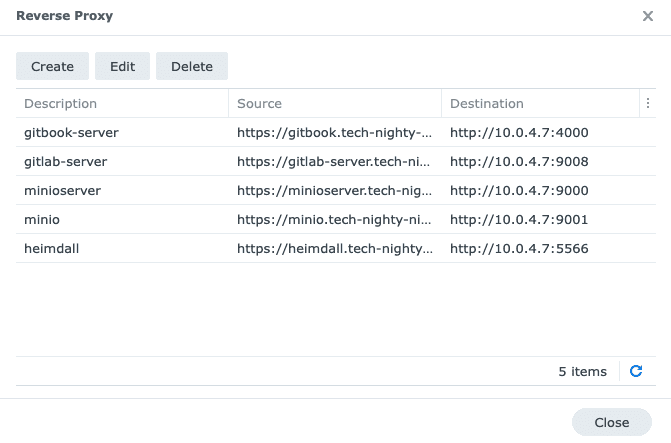 Reverse Proxy
Create Edit Delete
Description Source Destination
gitbook-server https://gitbook.tech-nighty-... http://10.0.4.7:4000
gitlab-server https://gitlab-server.tech-ni... http://10.0.4.7:9008
minioserver https://minioserver.tech-nig... http://10.0.4.7:9000
minio https://minio.tech-nighty-ni... http://10.0.4.7:9001
heimdall https://heimdall.tech-nighty... http://10.0.4.7:5566
5 items
Close